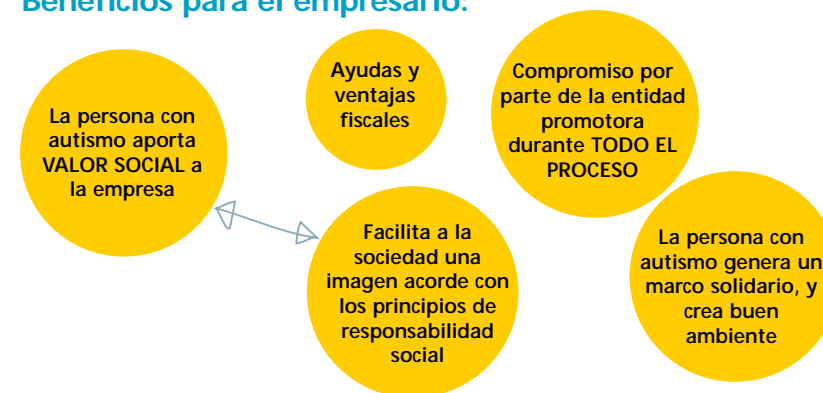 Beneficios para el empresario:
La persona con
autismo aporta
VALOR SOCIAL a
la empresa
Ayudas y
ventajas
fiscales
Compromiso por
parte de la entidad
promotora
durante TODO EL
PROCESO
Facilita a la
sociedad una
imagen acorde con
los principios de
responsabilidad
social
La persona con
autismo genera un
marco solidario, y
crea buen
ambiente